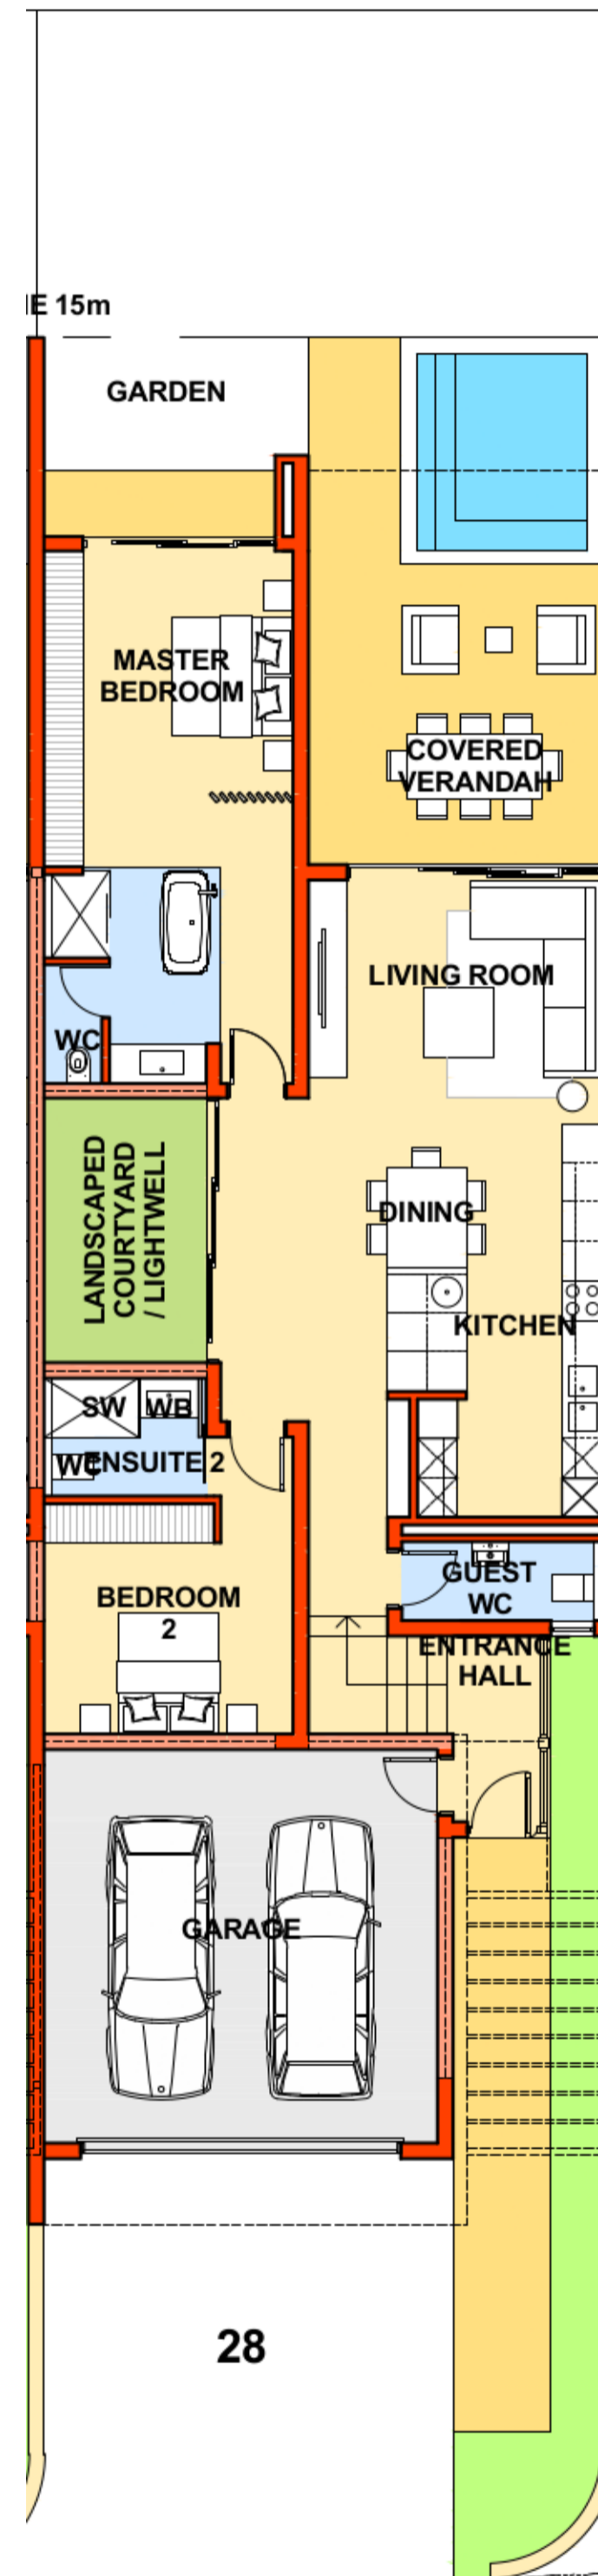 IE 15m
GARDEN
MASTER
BEDROOM
COVERED
VERANDAH
LIVING ROOM
WC
LANDSCAPED
COURTYARD
/ LIGHTWELL
DINING
KITCHEN
SW
WB
WC
ENSUITE 2
BEDROOM
2
GUEST
WC
ENTRANCE
HALL
GARAGE
28